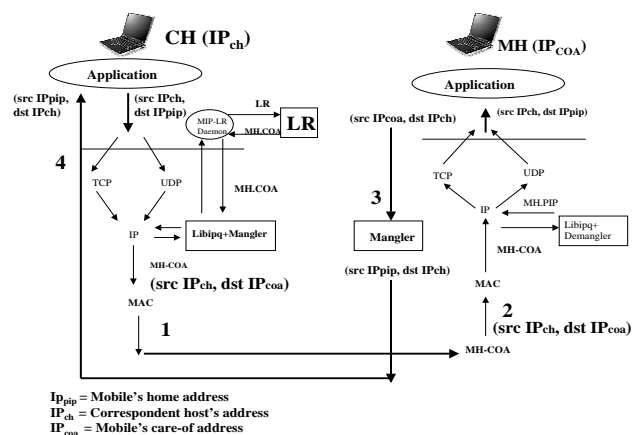 CH (IPch)
MH (IPCOA)
Application
Application
(src IPpip,
dst IPch)
(src IPch,
dst IPpip)
LR
MIP-LR
Daemon
MH.COA
LR
(src IPcoa, dst IPch)
(src IPch, dst IPpip)
4
TCP
UDP
MH.COA
3
TCP
UDP
IP
Libipq+Mangler
Mangler
IP
MH.PIP
Libipq+
Demangler
MH-COA
MH-COA
(src IPch, dst IPcoa)
(src IPpip, dst IPch)
MAC
MAC
1
2
(src IPch, dst IPcoa)
MH-COA
Ippip = Mobile's home address
IPch = Correspondent host's address
IPcoa = Mobile's care-of address